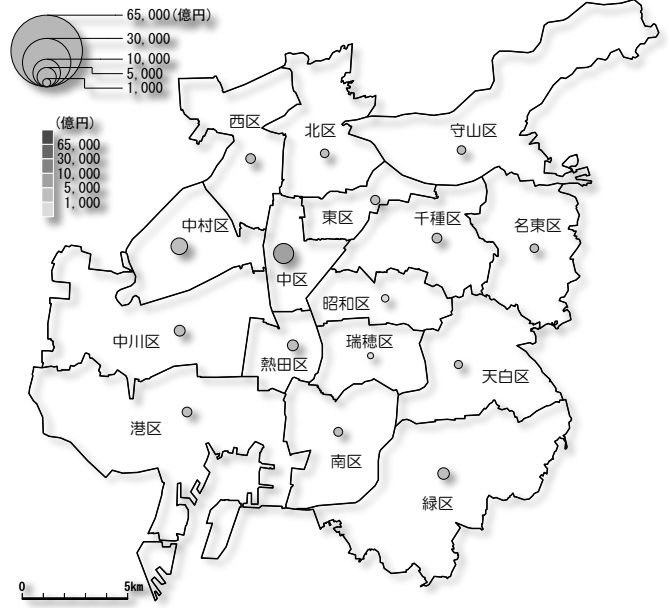 65,000(億円)
30,000
10,000
5,000
1,000
(億円)
65,000
30,000
10,000
5,000
1,000
西区
北区
守山区
東区
千種区
名東区
中村区
中区
昭和区
中川区
熱田区
瑞穂区
天白区
港区
南区
緑区
0 5km